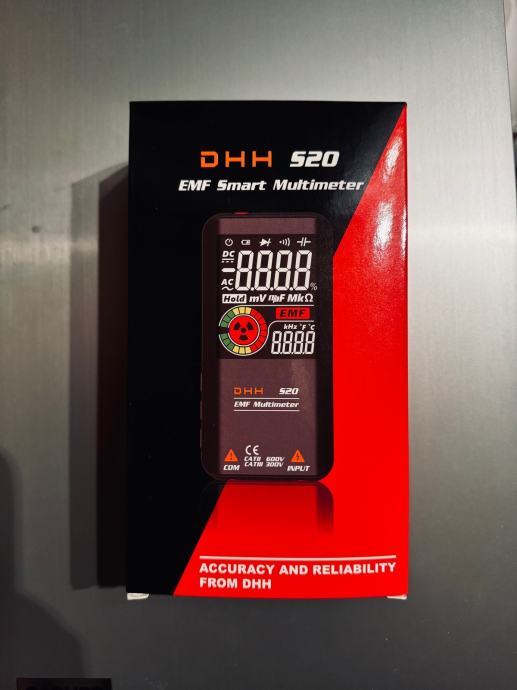 DHH S20
EMF Smart Multimeter
DC
-8.8.8.8
AC %
Hold mV nµF MkΩ
EMF
kHz °F °C
8.8.8.8
DHH S20
EMF Multimeter
CE
CATII 600V
CATIII 300V
COM INPUT
ACCURACY AND RELIABILITY
FROM DHH